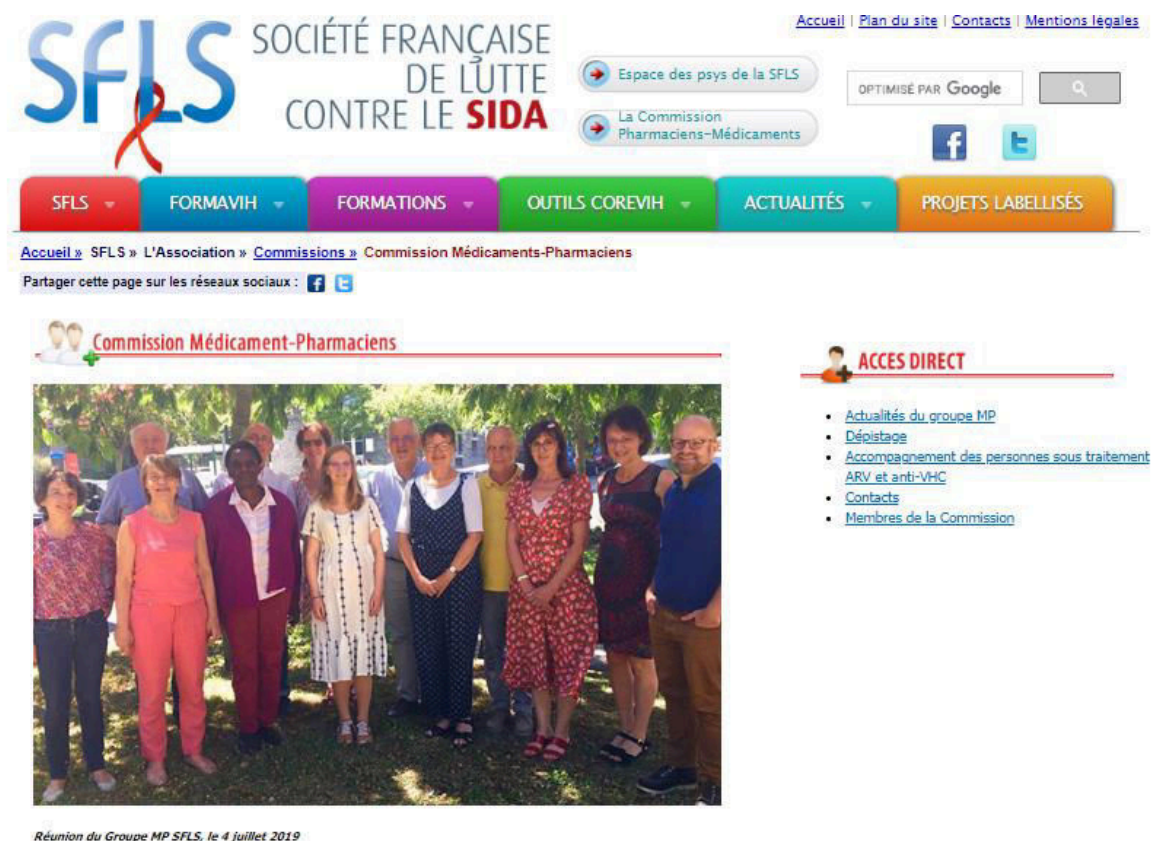 SFLS
SOCIÉTÉ FRANÇAISE
DE LUTTE
CONTRE LE SIDA
Accueil | Plan du site | Contacts | Mentions légales
Espace des psys de la SFLS
La Commission
Pharmaciens-Médicaments
OPTIMISÉ PAR Google
SFLS
FORMAVIH
FORMATIONS
OUTILS COREVIH
ACTUALITÉS
PROJETS LABELLISÉS
Accueil » SFLS » L'Association » Commissions » Commission Médicaments-Pharmaciens
Partager cette page sur les réseaux sociaux :
Commission Médicament-Pharmaciens
Réunion du Groupe MP SFLS, le 4 juillet 2019
ACCES DIRECT
Actualités du groupe MP
Dépistage
Accompagnement des personnes sous traitement
ARV et anti-VHC
Contacts
Membres de la Commission